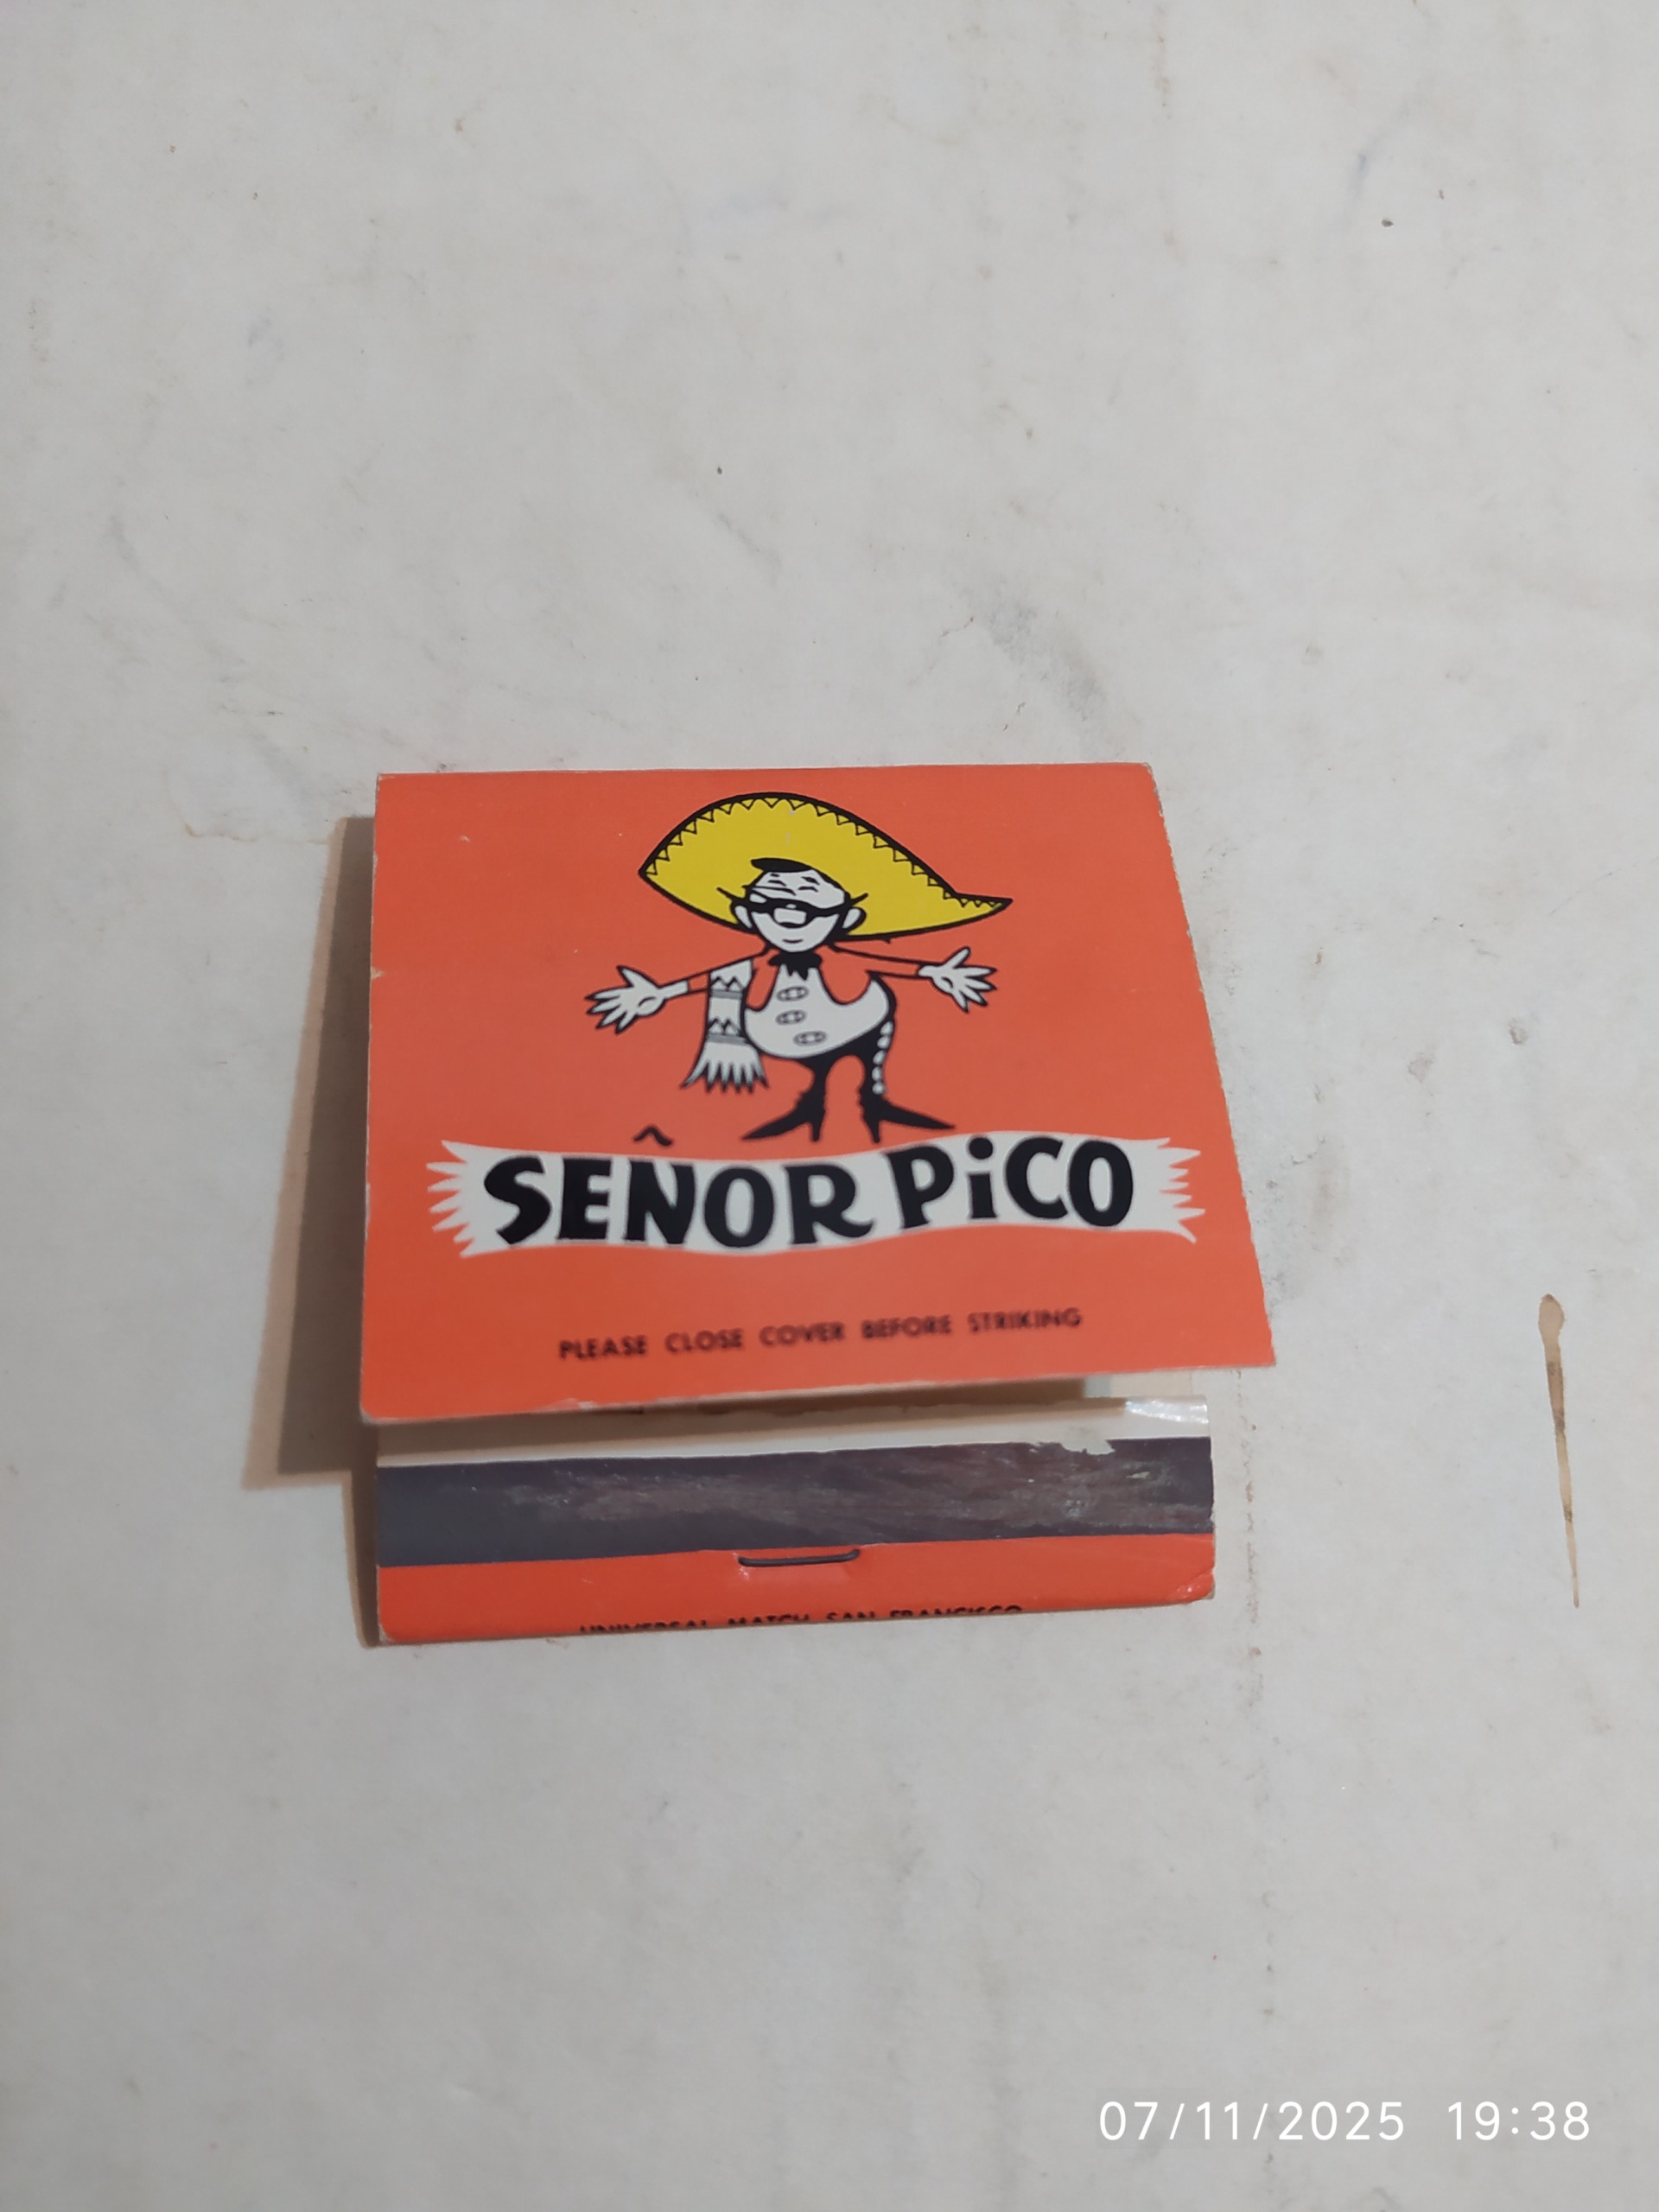 SEÑOR PiCO
PLEASE CLOSE COVER BEFORE STRIKING
UNIVERSAL MATCH SAN FRANCISCO
07/11/2025 19:38